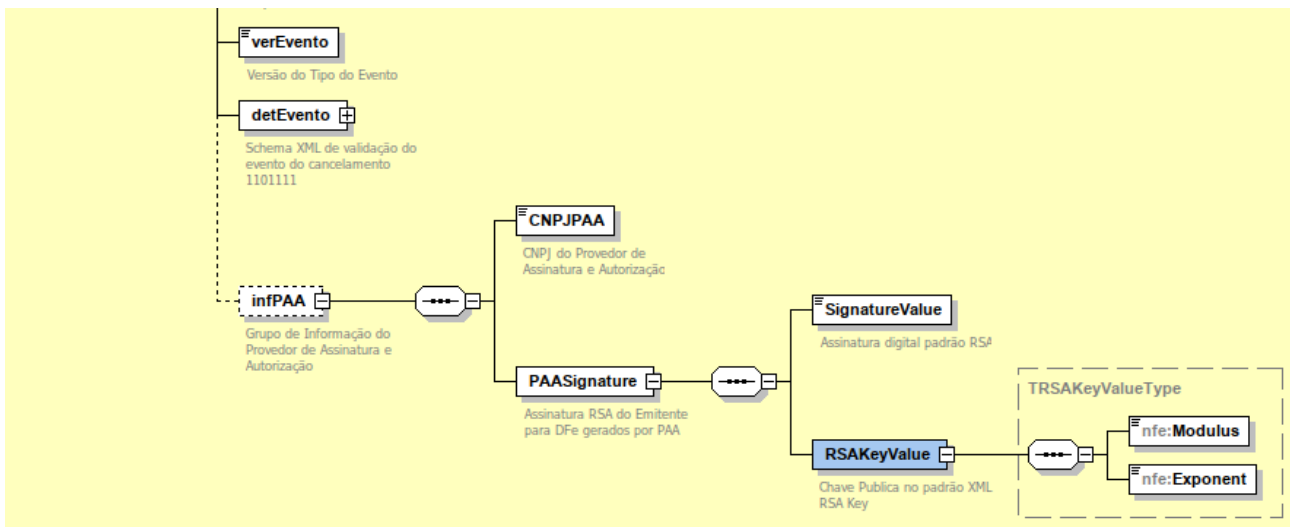 verEvento
Versão do Tipo do Evento
detEvento
Schema XML de validação do
evento do cancelamento
1101111
CNPJPAA
CNPJ do Provedor de
Assinatura e Autorização
infPAA
Grupo de Informação do
Provedor de Assinatura e
Autorização
SignatureValue
Assinatura digital padrão RSA
PAASignature
Assinatura RSA do Emitente
para DFe gerados por PAA
TRSAKeyValueType
nfe:Modulus
RSAKeyValue
Chave Publica no padrão XML
RSA Key
nfe:Exponent